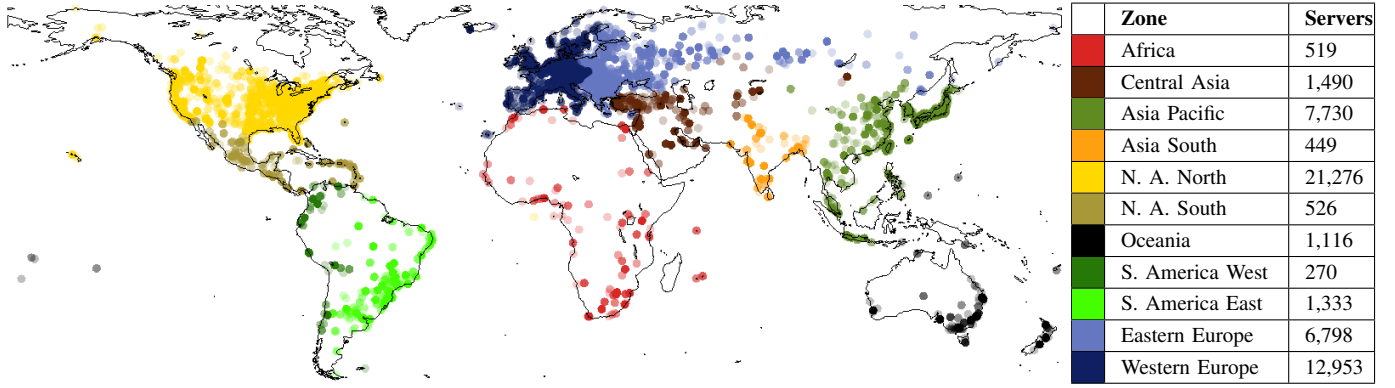 Zone Servers
Africa 519
Central Asia 1,490
Asia Pacific 7,730
Asia South 449
N. A. North 21,276
N. A. South 526
Oceania 1,116
S. America West 270
S. America East 1,333
Eastern Europe 6,798
Western Europe 12,953